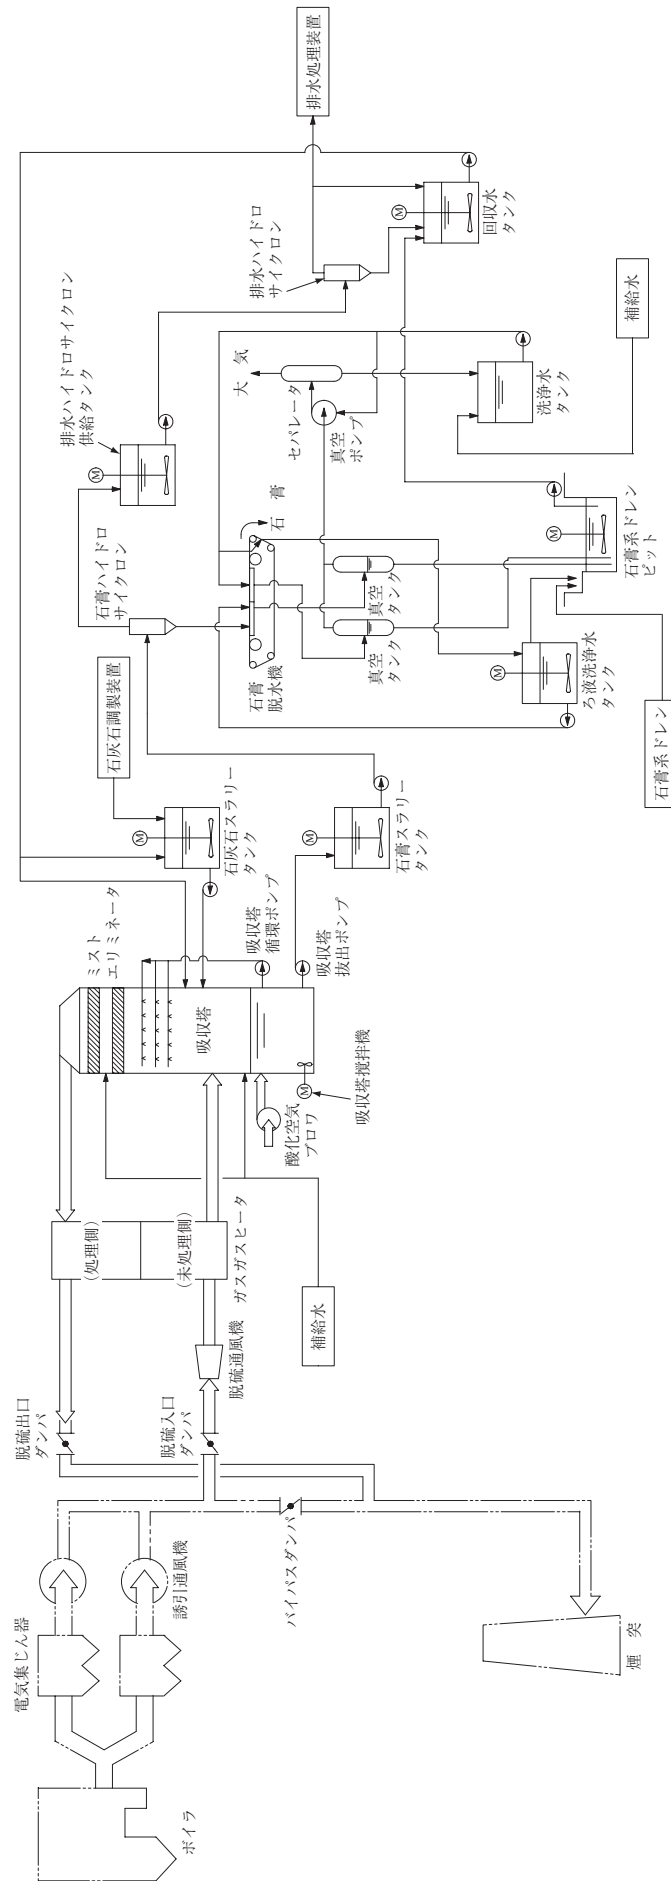 ボイラ
電気集じん器
誘引通風機
バイパスダンパ
煙 突
脱硫出口
ダンパ
脱硫入口
ダンパ
脱硫通風機
(処理側)
(未処理側)
ガスガスヒータ
補給水
ミスト
エリミネータ
吸収塔
酸化空気
ブロワ
M
吸収塔攪拌機
吸収塔
循環ポンプ
吸収塔
抜出ポンプ
石灰石調製装置
M
石灰石スラリー
タンク
M
石膏スラリー
タンク
石膏ハイドロ
サイクロン
排水ハイドロサイクロン
供給タンク
M
石膏
脱水機
石 膏
真空
タンク
真空
タンク
セパレータ
真空
ポンプ
大 気
M
ろ液洗浄水
タンク
石膏系ドレン
M
石膏系ドレン
ピット
洗浄水
タンク
補給水
排水ハイドロ
サイクロン
M
回収水
タンク
排水処理装置